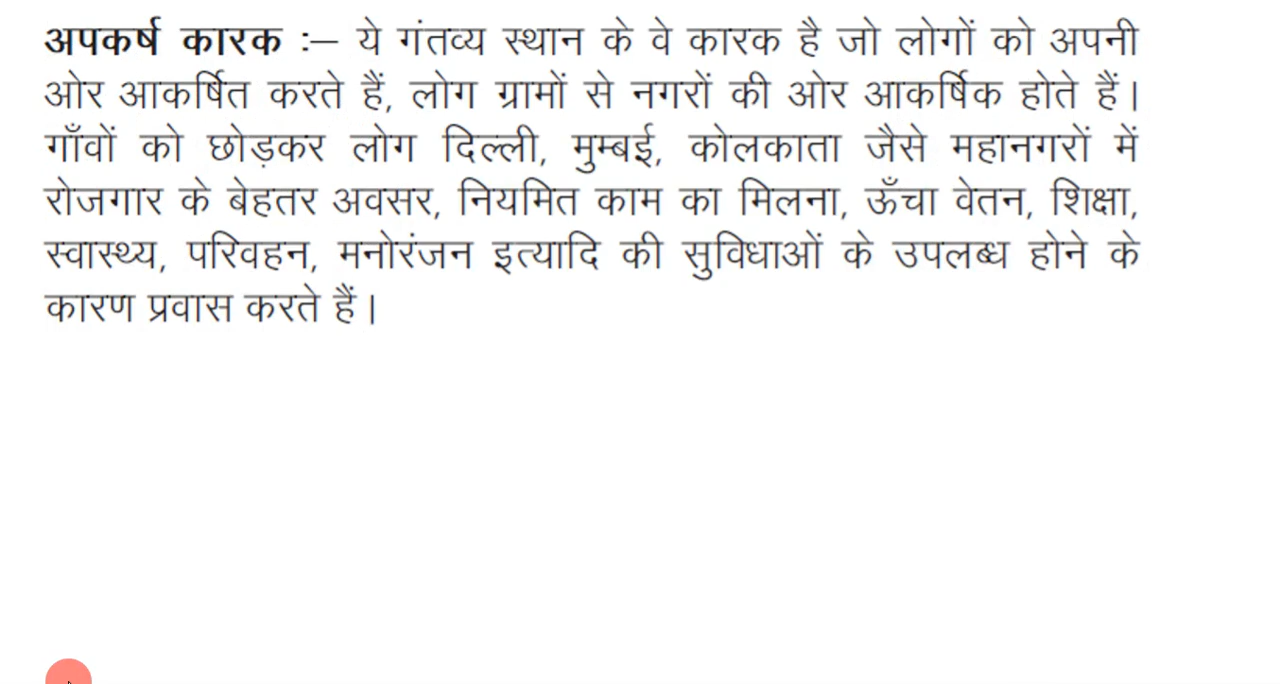 अपकर्ष कारक :– ये गंतव्य स्थान के वे कारक है जो लोगों को अपनी
ओर आकर्षित करते हैं, लोग ग्रामों से नगरों की ओर आकर्षिक होते हैं।
गाँवों को छोड़कर लोग दिल्ली, मुम्बई, कोलकाता जैसे महानगरों में
रोजगार के बेहतर अवसर, नियमित काम का मिलना, ऊँचा वेतन, शिक्षा,
स्वास्थ्य, परिवहन, मनोरंजन इत्यादि की सुविधाओं के उपलब्ध होने के
कारण प्रवास करते हैं।